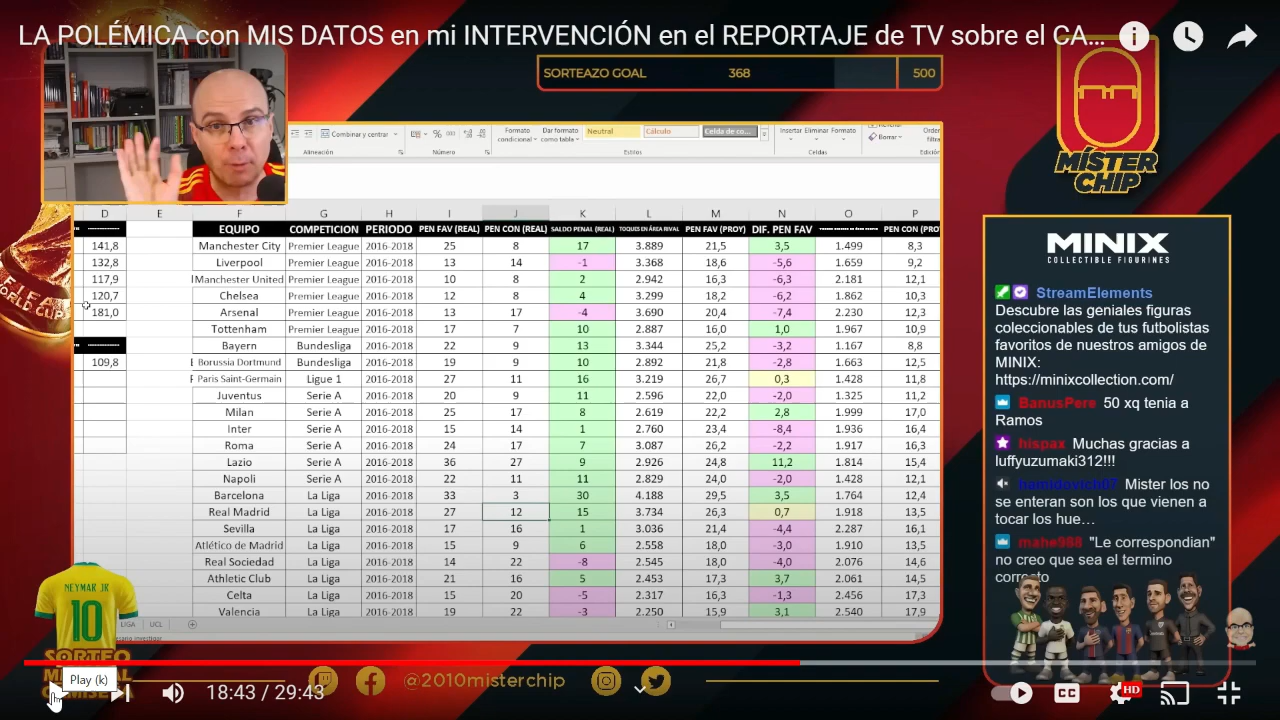 LA POLÉMICA con MIS DATOS en mi INTERVENCIÓN en el REPORTAJE de TV sobre el CA...
SORTEAZO GOAL 368 500
MÍSTER
CHIP
Combinar y centrar
Formato condicional
Dar formato como tabla
Neutral
Cálculo
Celda de co...
Insertar Eliminar Formato
Borrar
Alineación Número Estilos Celdas Edición
D E F G H I J K L M N O P
EQUIPO COMPETICION PERIODO PEN FAV (REAL) PEN CON (REAL) SALDO PENAL (REAL) TOQUES EN ÁREA RIVAL PEN FAV (PROY) DIF. PEN FAV PEN CON (PRO
141,8 Manchester City Premier League 2016-2018 25 8 17 3.889 21,5 3,5 1.499 8,3
132,8 Liverpool Premier League 2016-2018 13 14 -1 3.368 18,6 -5,6 1.659 9,2
117,9 Manchester United Premier League 2016-2018 10 8 2 2.942 16,3 -6,3 2.181 12,1
120,7 Chelsea Premier League 2016-2018 12 8 4 3.299 18,2 -6,2 1.862 10,3
181,0 Arsenal Premier League 2016-2018 13 17 -4 3.690 20,4 -7,4 2.230 12,3
Tottenham Premier League 2016-2018 17 7 10 2.887 16,0 1,0 1.967 10,9
Bayern Bundesliga 2016-2018 22 9 13 3.344 25,2 -3,2 1.167 8,8
109,8 Borussia Dortmund Bundesliga 2016-2018 19 9 10 2.892 21,8 -2,8 1.663 12,5
Paris Saint-Germain Ligue 1 2016-2018 27 11 16 3.219 26,7 0,3 1.428 11,8
Juventus Serie A 2016-2018 20 9 11 2.596 22,0 -2,0 1.325 11,2
Milan Serie A 2016-2018 25 17 8 2.619 22,2 2,8 1.999 17,0
Inter Serie A 2016-2018 15 14 1 2.760 23,4 -8,4 1.936 16,4
Roma Serie A 2016-2018 24 17 7 3.087 26,2 -2,2 1.917 16,3
Lazio Serie A 2016-2018 36 27 9 2.926 24,8 11,2 1.814 15,4
Napoli Serie A 2016-2018 22 11 11 2.829 24,0 -2,0 1.428 12,1
Barcelona La Liga 2016-2018 33 3 30 4.188 29,5 3,5 1.764 12,4
Real Madrid La Liga 2016-2018 27 12 15 3.734 26,3 0,7 1.918 13,5
Sevilla La Liga 2016-2018 17 16 1 3.036 21,4 -4,4 2.287 16,1
Atlético de Madrid La Liga 2016-2018 15 9 6 2.558 18,0 -3,0 1.910 13,5
Real Sociedad La Liga 2016-2018 14 22 -8 2.545 18,0 -4,0 2.076 14,6
Athletic Club La Liga 2016-2018 21 16 5 2.453 17,3 3,7 2.061 14,5
Celta La Liga 2016-2018 15 20 -5 2.317 16,3 -1,3 2.456 17,3
Valencia La Liga 2016-2018 19 22 -3 2.250 15,9 3,1 2.540 17,9
LIGA UCL
MINIX
COLLECTIBLE FIGURINES
StreamElements
Descubre las geniales figuras
coleccionables de tus futbolistas
favoritos de nuestros amigos de
MINIX:
https://minixcollection.com/
BanusPere 50 xq tenia a
Ramos
hispax Muchas gracias a
luffyuzumaki312!!!
hamidovich07 Mister los no
se enteran son los que vienen a
tocar los hue…
mahe988 "Le correspondian"
no creo que sea el termino
correcto
FIFA
WORLD CUP
NEYMAR JR
10
SORTEO
Play (k)
18:43 / 29:43
@2010misterchip
CC
HD